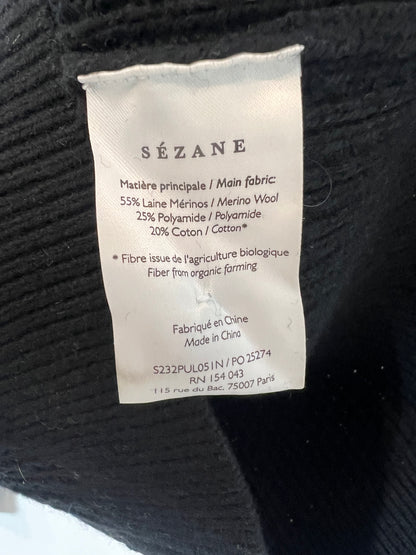 SÉZANE
Matière principale / Main fabric:
55% Laine Mérinos / Merino Wool
25% Polyamide / Polyamide
20% Coton / Cotton*
* Fibre issue de l'agriculture biologique
Fiber from organic farming
Fabriqué en Chine
Made in China
S232PUL051N / PO 25274
RN 154 043
115 rue du Bac, 75007 Paris